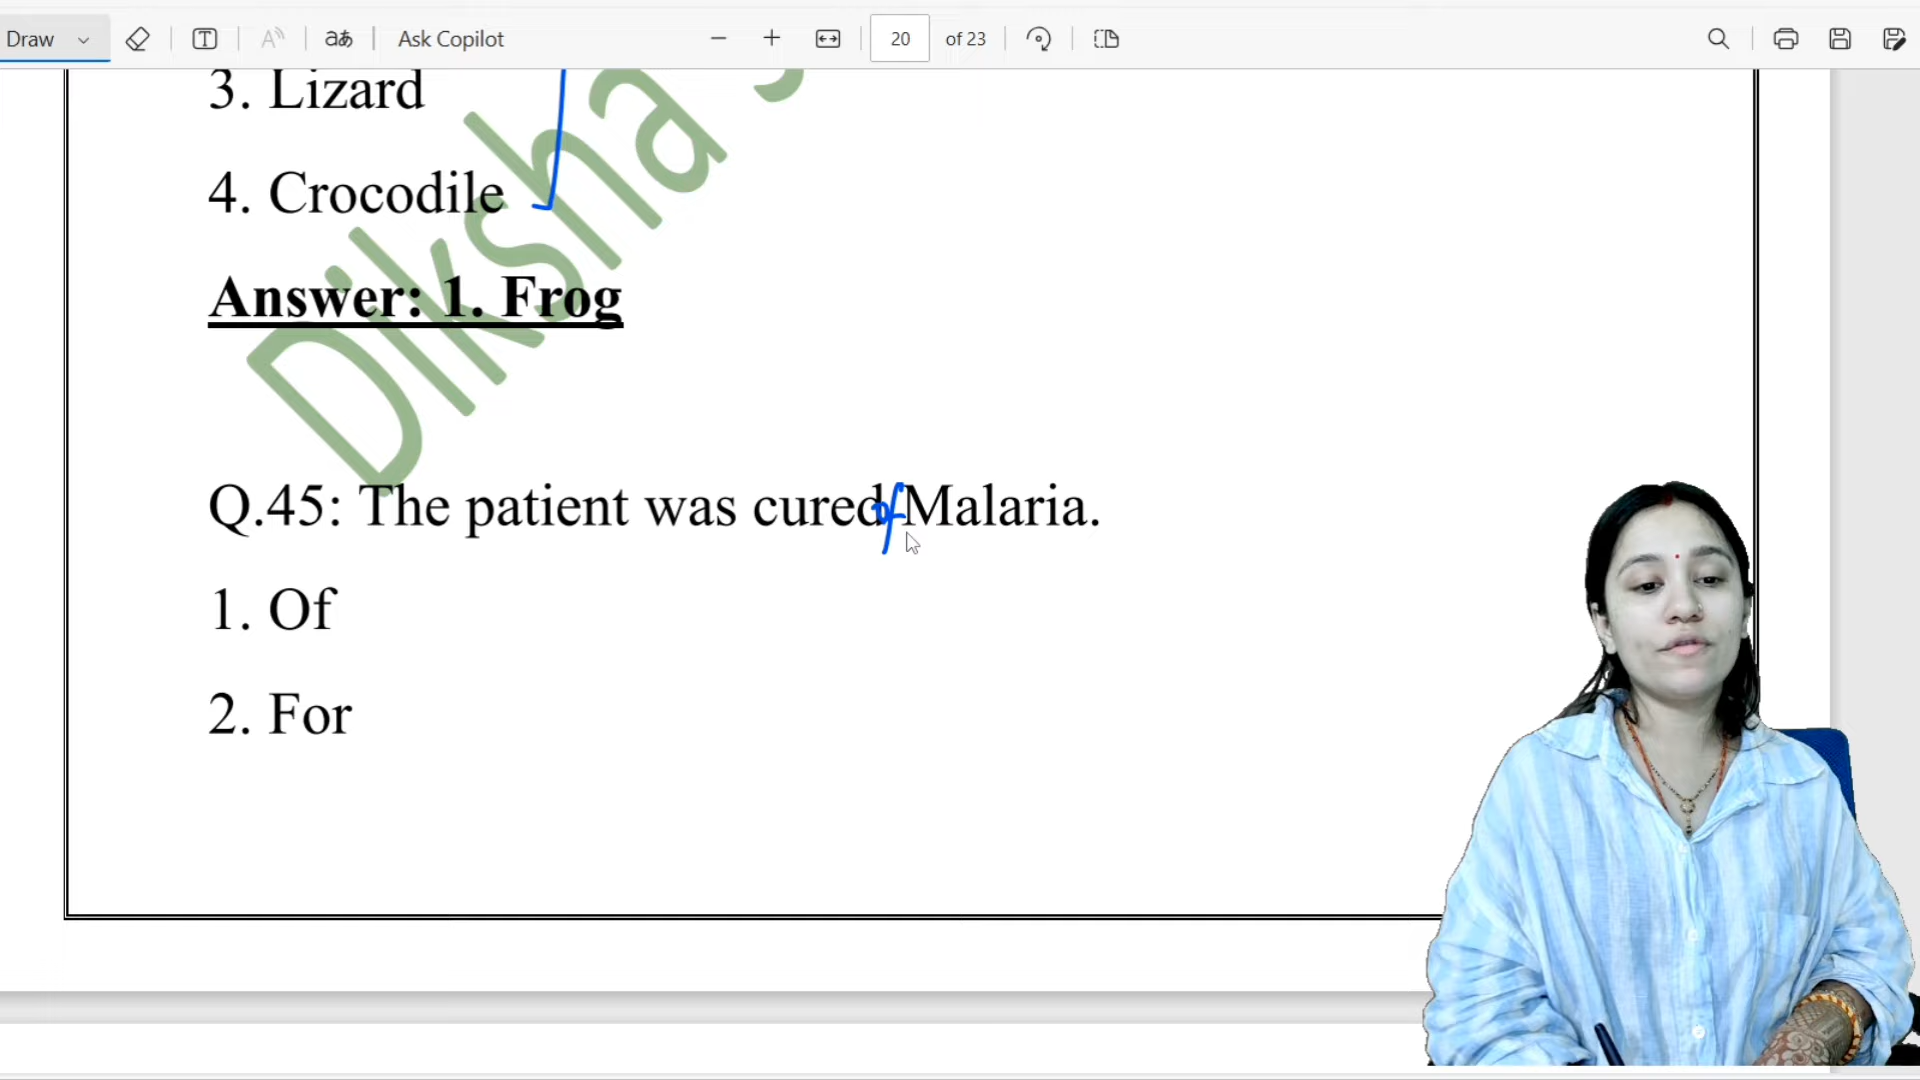 Draw Ask Copilot 20 of 23
3. Lizard
4. Crocodile
Answer: 1. Frog
Diksha's
Q.45: The patient was cured of Malaria.
1. Of
2. For